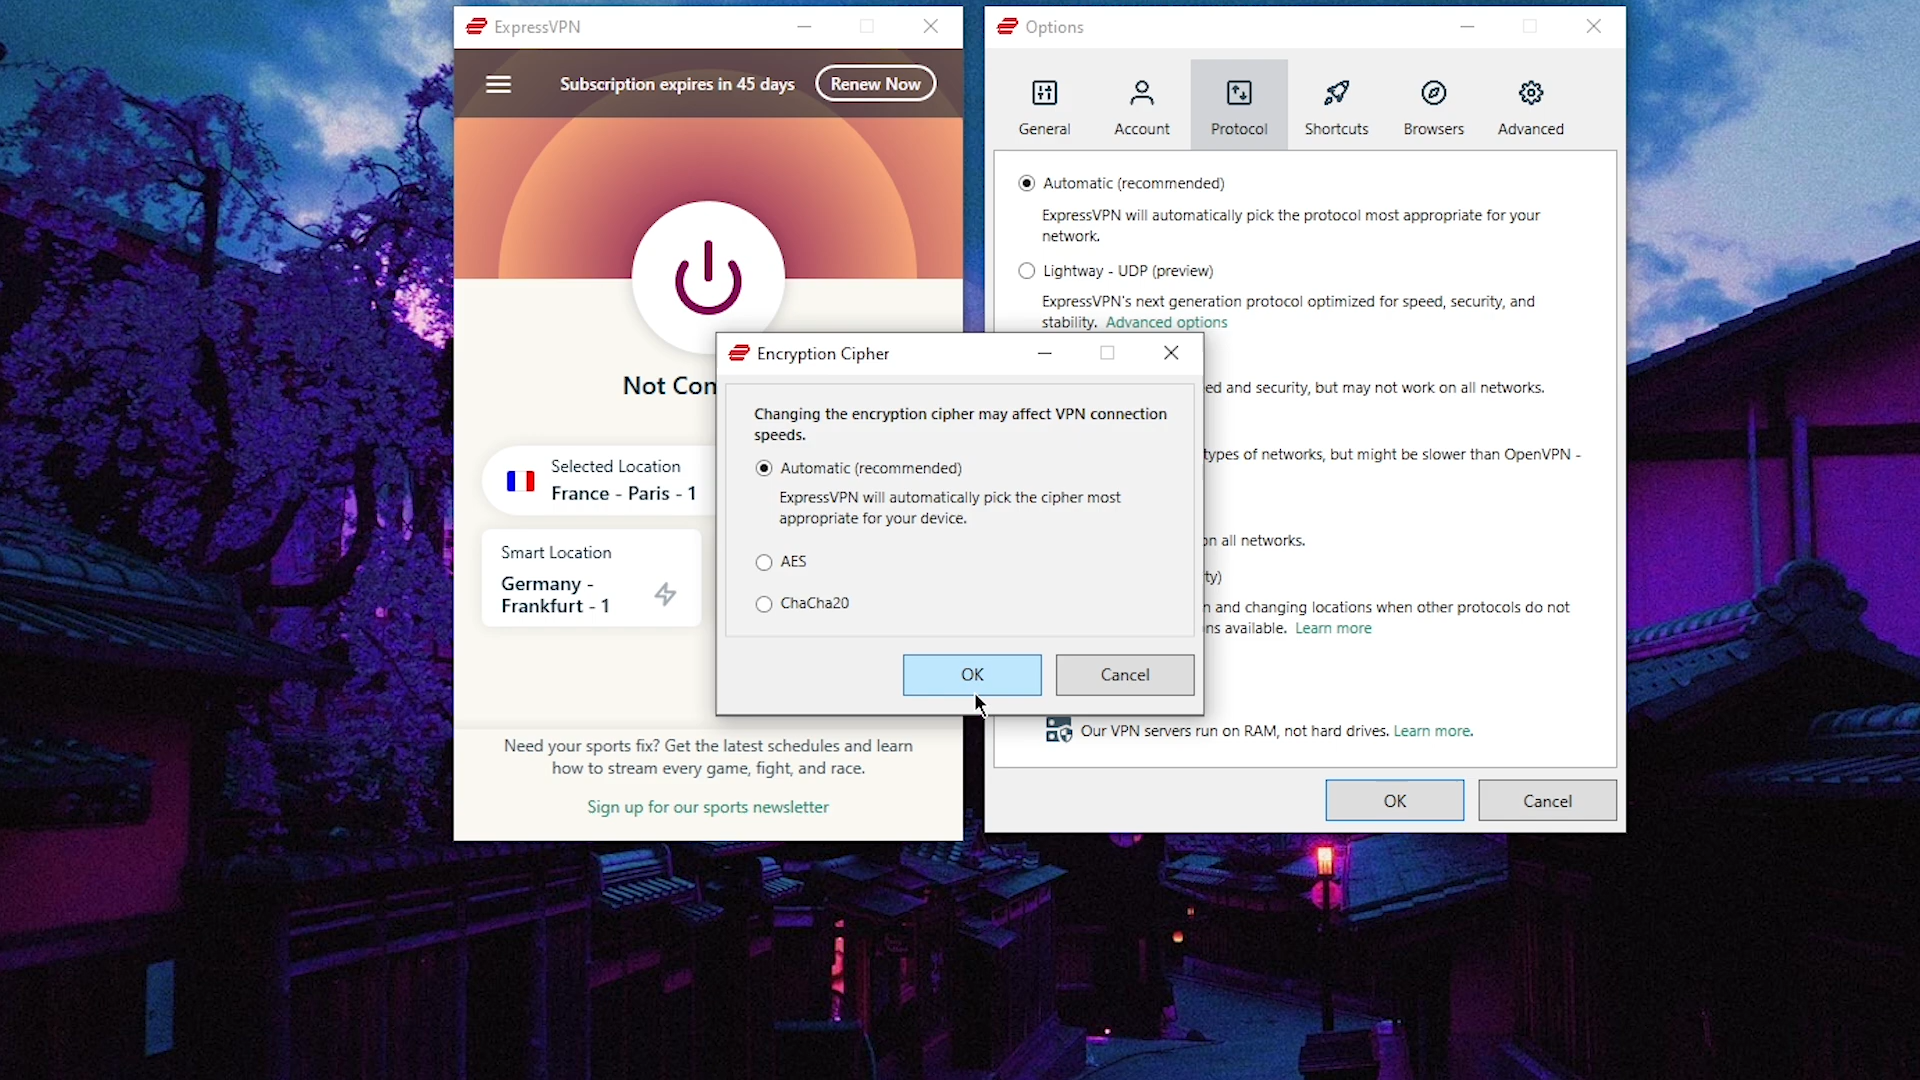 ExpressVPN
Subscription expires in 45 days
Renew Now
Not Con
Selected Location
France - Paris - 1
Smart Location
Germany -
Frankfurt - 1
Need your sports fix? Get the latest schedules and learn
how to stream every game, fight, and race.
Sign up for our sports newsletter
Options
General
Account
Protocol
Shortcuts
Browsers
Advanced
Automatic (recommended)
ExpressVPN will automatically pick the protocol most appropriate for your
network.
Lightway - UDP (preview)
ExpressVPN's next generation protocol optimized for speed, security, and
stability. Advanced options
ed and security, but may not work on all networks.
types of networks, but might be slower than OpenVPN -
on all networks.
ty)
n and changing locations when other protocols do not
ns available. Learn more
Our VPN servers run on RAM, not hard drives. Learn more.
OK
Cancel
Encryption Cipher
Changing the encryption cipher may affect VPN connection
speeds.
Automatic (recommended)
ExpressVPN will automatically pick the cipher most
appropriate for your device.
AES
ChaCha20
OK
Cancel